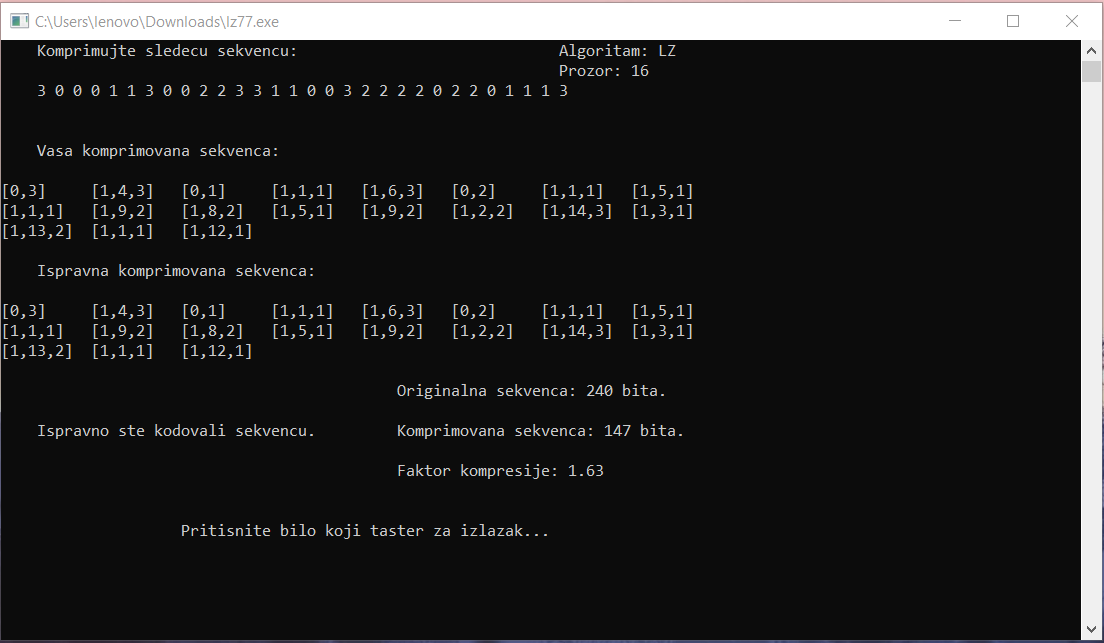 C:\Users\lenovo\Downloads\lz77.exe
Komprimujte sledecu sekvencu: Algoritam: LZ
Prozor: 16
3 0 0 0 1 1 3 0 0 2 2 3 3 1 1 0 0 3 2 2 2 2 0 2 2 0 1 1 1 3
Vasa komprimovana sekvenca:
[0,3] [1,4,3] [0,1] [1,1,1] [1,6,3] [0,2] [1,1,1] [1,5,1]
[1,1,1] [1,9,2] [1,8,2] [1,5,1] [1,9,2] [1,2,2] [1,14,3] [1,3,1]
[1,13,2] [1,1,1] [1,12,1]
Ispravna komprimovana sekvenca:
[0,3] [1,4,3] [0,1] [1,1,1] [1,6,3] [0,2] [1,1,1] [1,5,1]
[1,1,1] [1,9,2] [1,8,2] [1,5,1] [1,9,2] [1,2,2] [1,14,3] [1,3,1]
[1,13,2] [1,1,1] [1,12,1]
Originalna sekvenca: 240 bita.
Ispravno ste kodovali sekvencu. Komprimovana sekvenca: 147 bita.
Faktor kompresije: 1.63
Pritisnite bilo koji taster za izlazak...